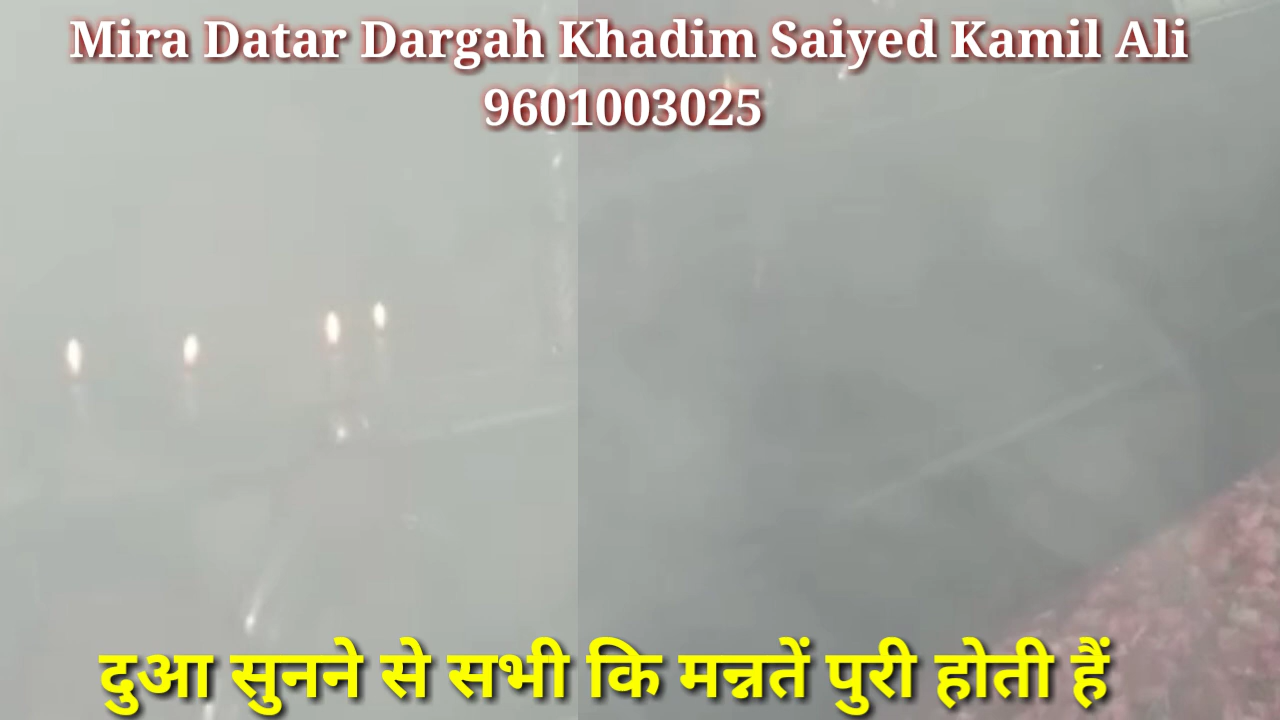 Mira Datar Dargah Khadim Saiyed Kamil Ali
9601003025
दुआ सुनने से सभी कि मन्नतें पुरी होती हैं